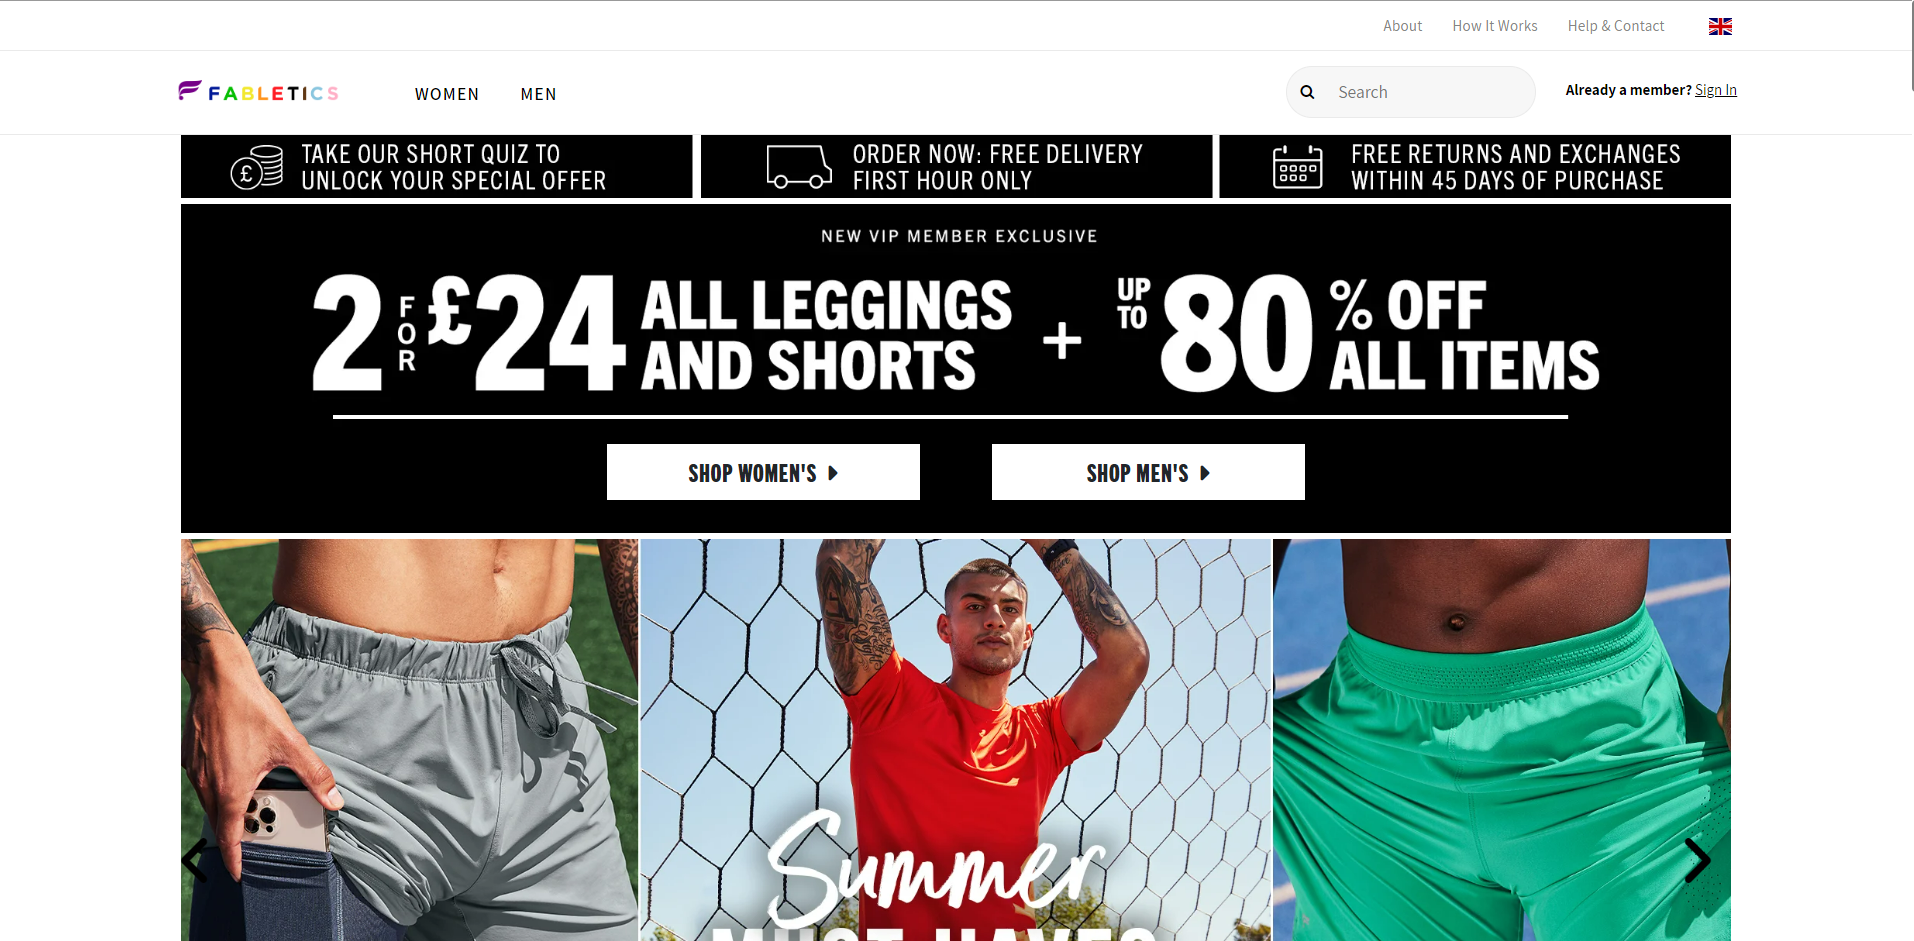 About How It Works Help & Contact
FABLETICS
WOMEN MEN
Search
Already a member? Sign In
TAKE OUR SHORT QUIZ TO
UNLOCK YOUR SPECIAL OFFER
£
ORDER NOW: FREE DELIVERY
FIRST HOUR ONLY
FREE RETURNS AND EXCHANGES
WITHIN 45 DAYS OF PURCHASE
NEW VIP MEMBER EXCLUSIVE
2 FOR £24 ALL LEGGINGS
AND SHORTS
+
UP TO 80% OFF
ALL ITEMS
SHOP WOMEN'S
SHOP MEN'S
Summer
MUST HAVES